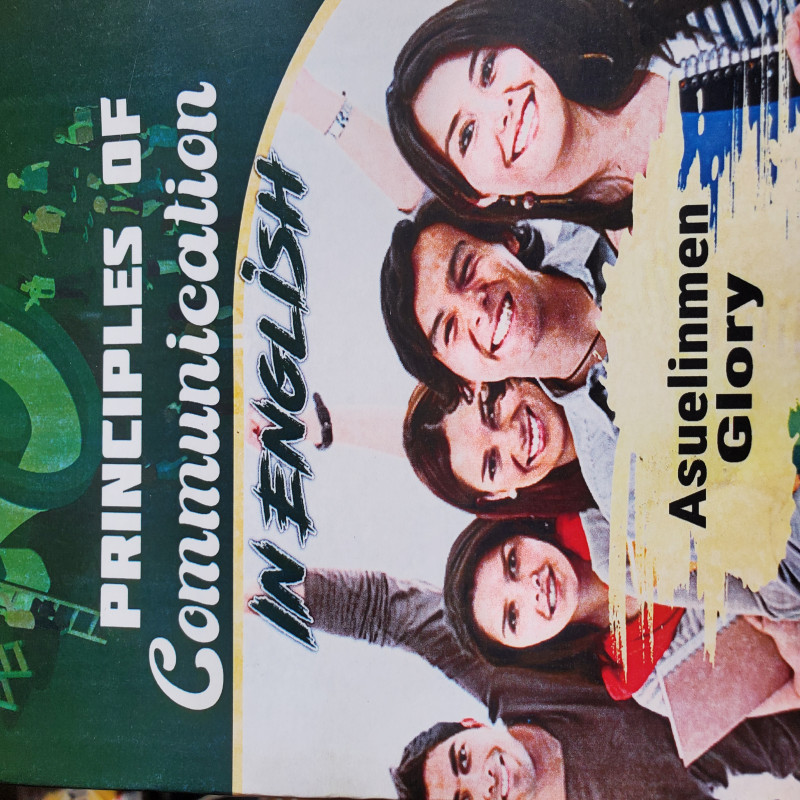 PRINCIPLES OF
Communication
IN ENGLiSH
Asuelinmen
Glory